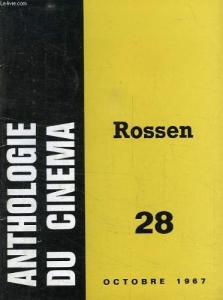 ANTHOLOGIE
DU CINEMA
Rossen
28
OCTOBRE 1967